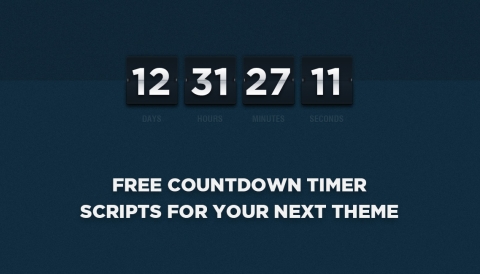 12 31 27 11
DAYS HOURS MINUTES SECONDS
FREE COUNTDOWN TIMER
SCRIPTS FOR YOUR NEXT THEME